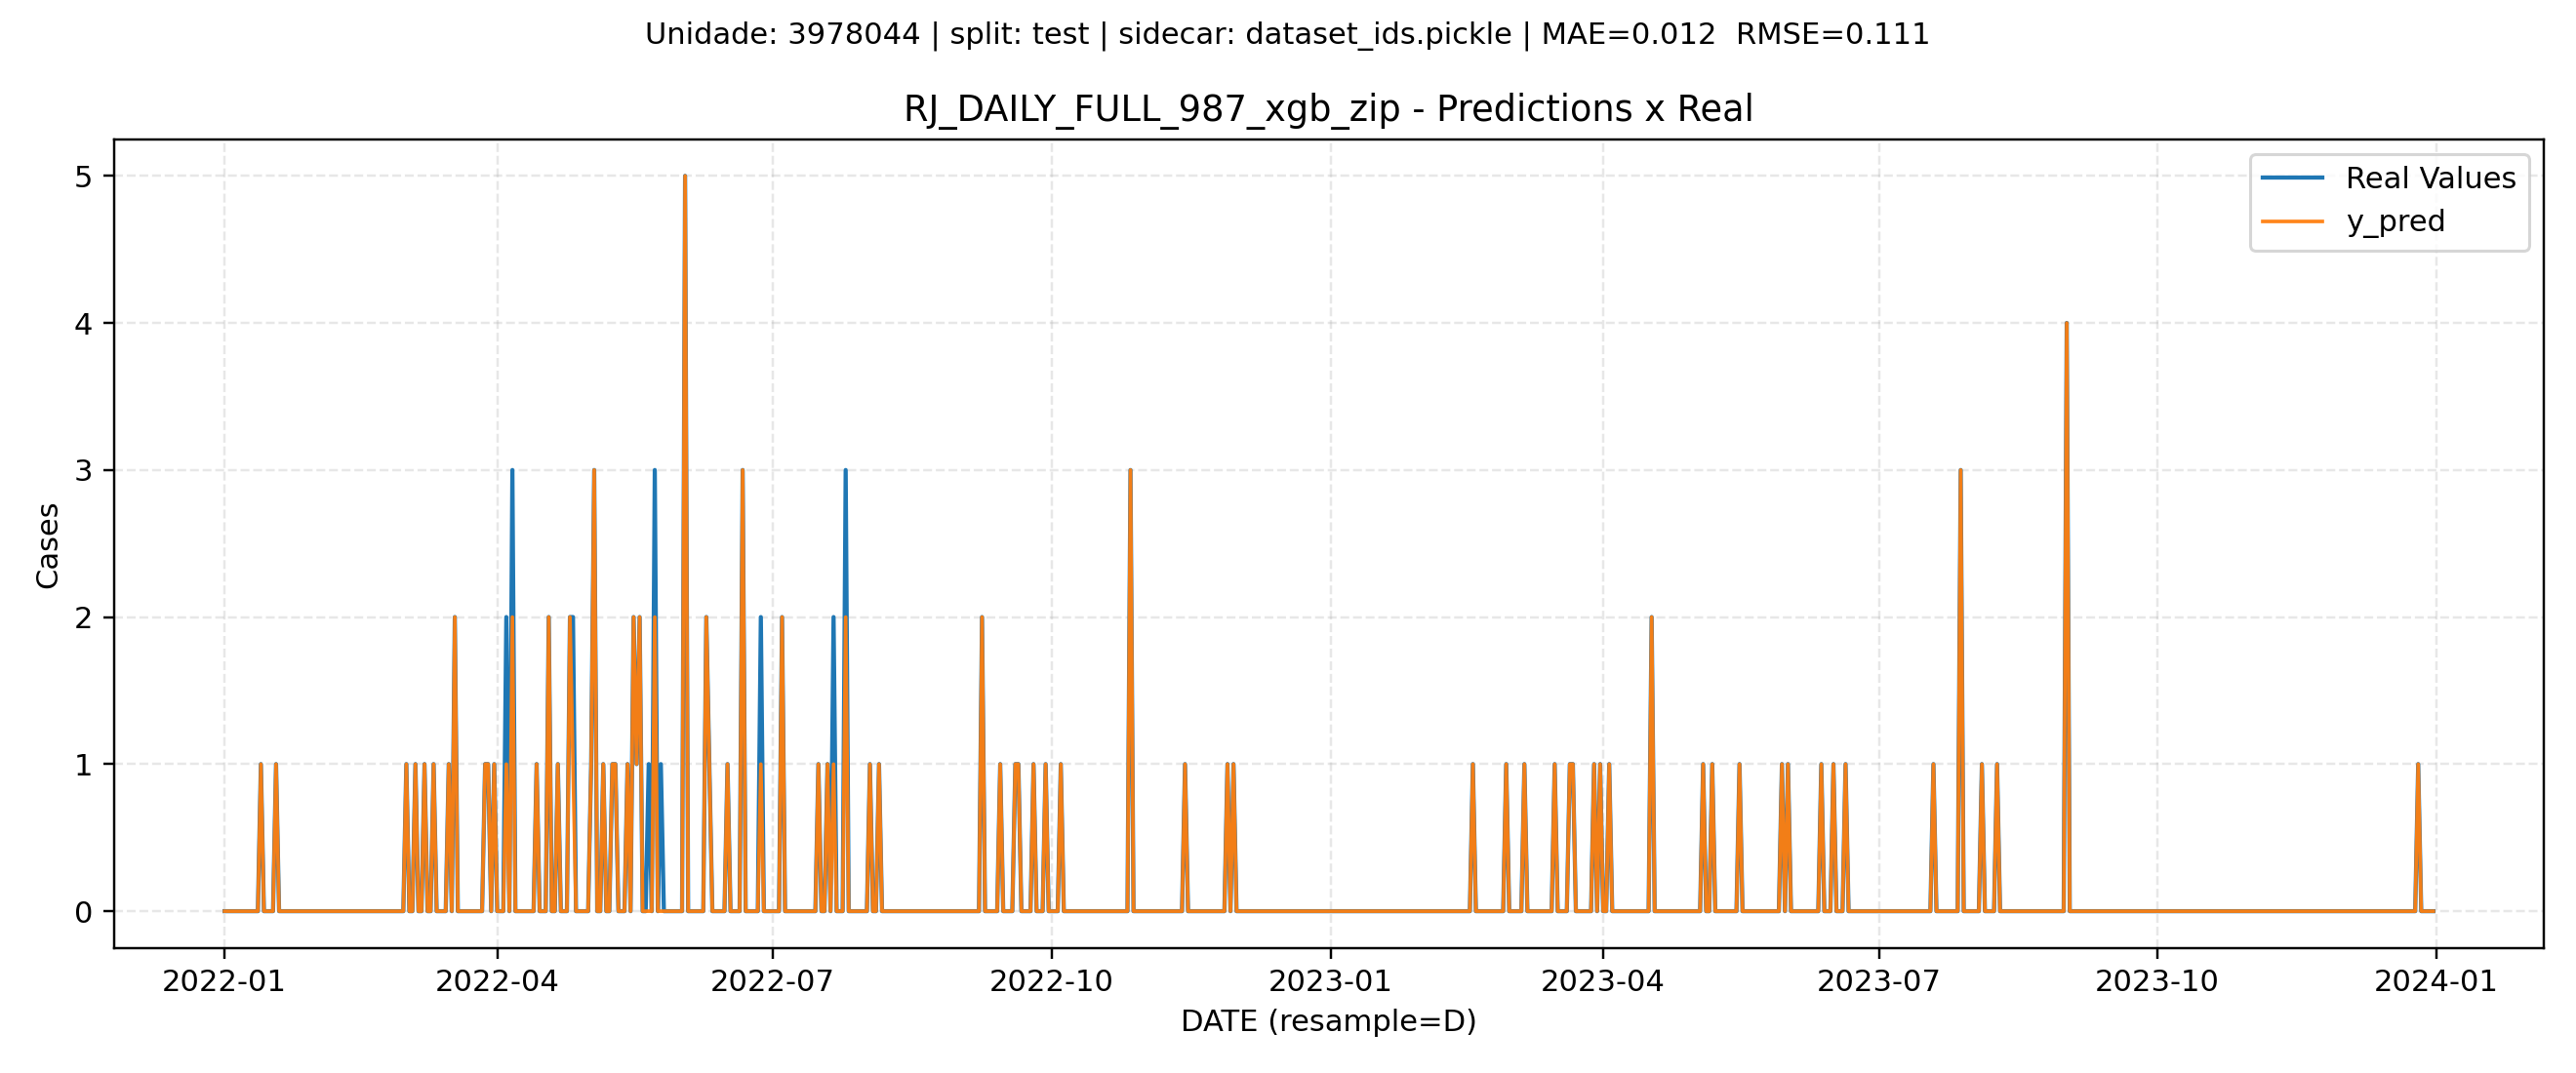 Unidade: 3978044 | split: test | sidecar: dataset_ids.pickle | MAE=0.012  RMSE=0.111
RJ_DAILY_FULL_987_xgb_zip - Predictions x Real
Real Values
y_pred
5
4
3
2
1
0
Cases
2022-01 2022-04 2022-07 2022-10 2023-01 2023-04 2023-07 2023-10 2024-01
DATE (resample=D)